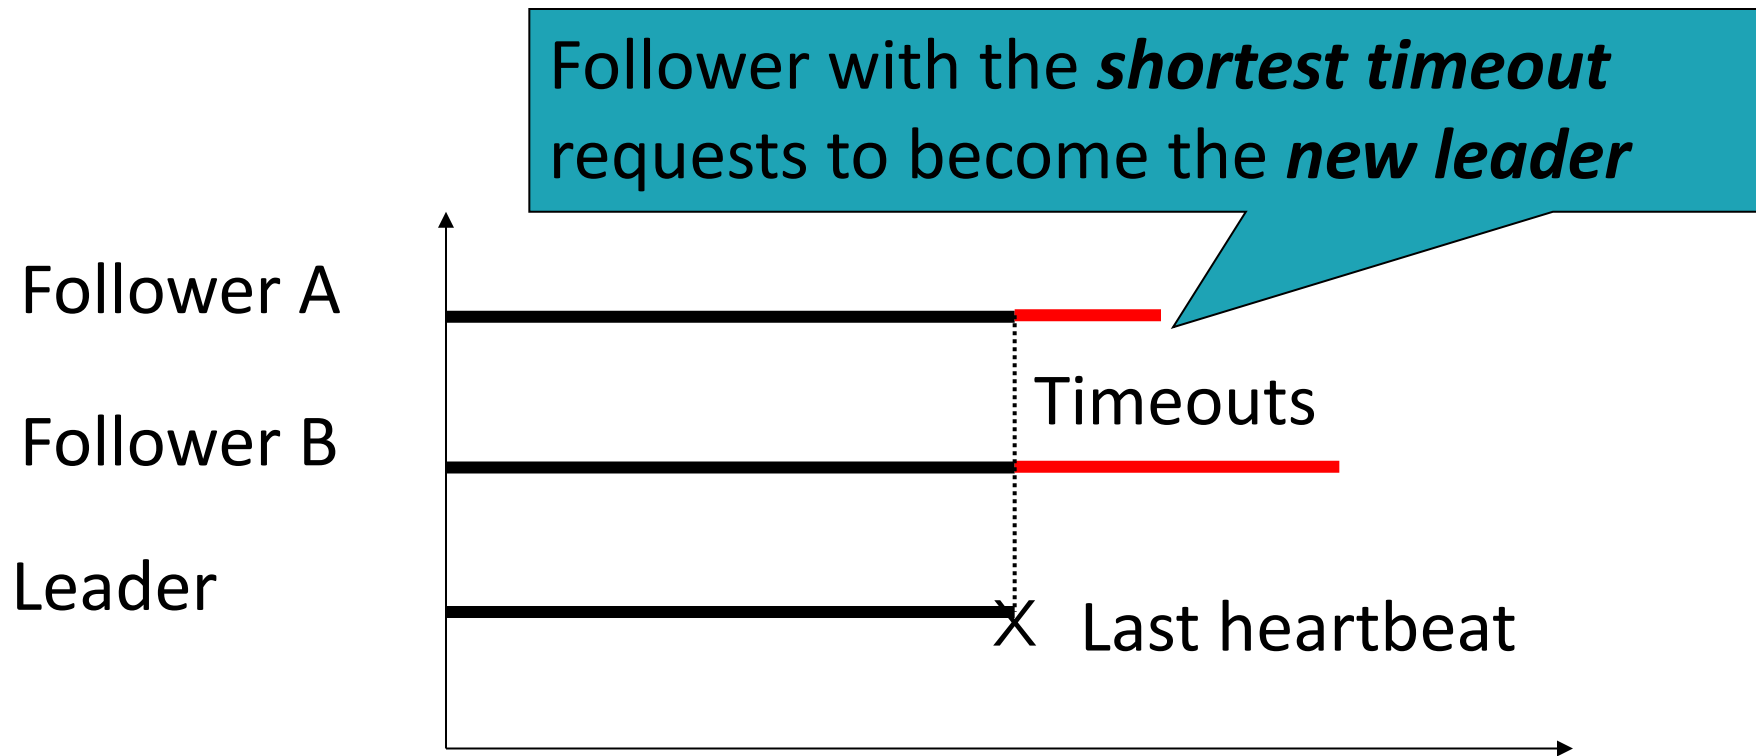 Follower with the shortest timeout
requests to become the new leader
Follower A
Timeouts
Follower B
Leader
X Last heartbeat